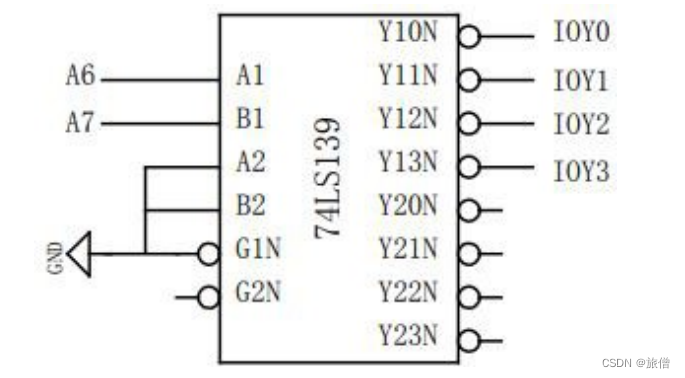 Y10N IOY0
A6 A1 Y11N IOY1
A7 B1 Y12N IOY2
A2 Y13N IOY3
B2 Y20N
GND G1N Y21N
G2N Y22N
Y23N
74LS139
CSDN @旅僧